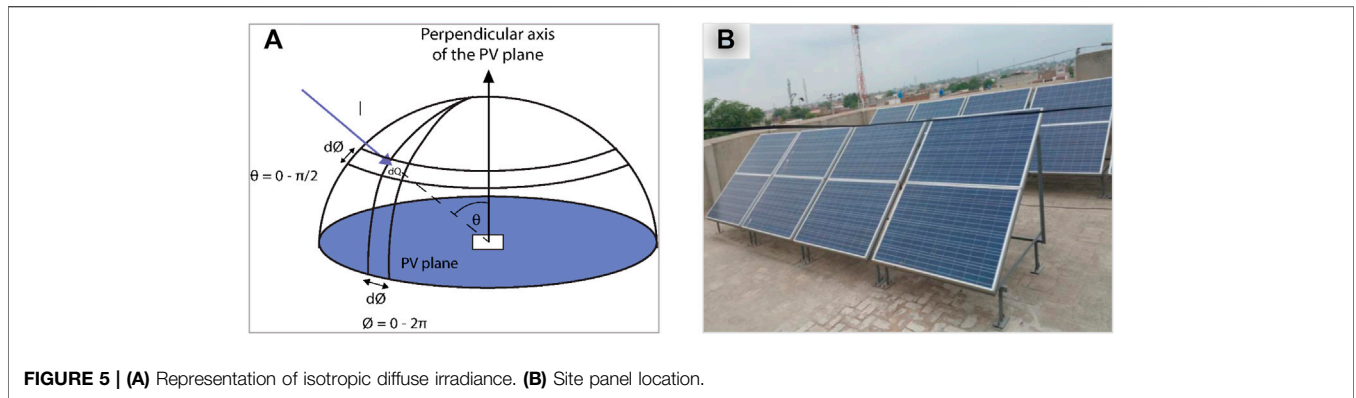 A
Perpendicular axis
of the PV plane
|
dØ
dQ
θ = 0 - π/2
θ
PV plane
dØ
Ø = 0 - 2π
B
FIGURE 5 | (A) Representation of isotropic diffuse irradiance. (B) Site panel location.